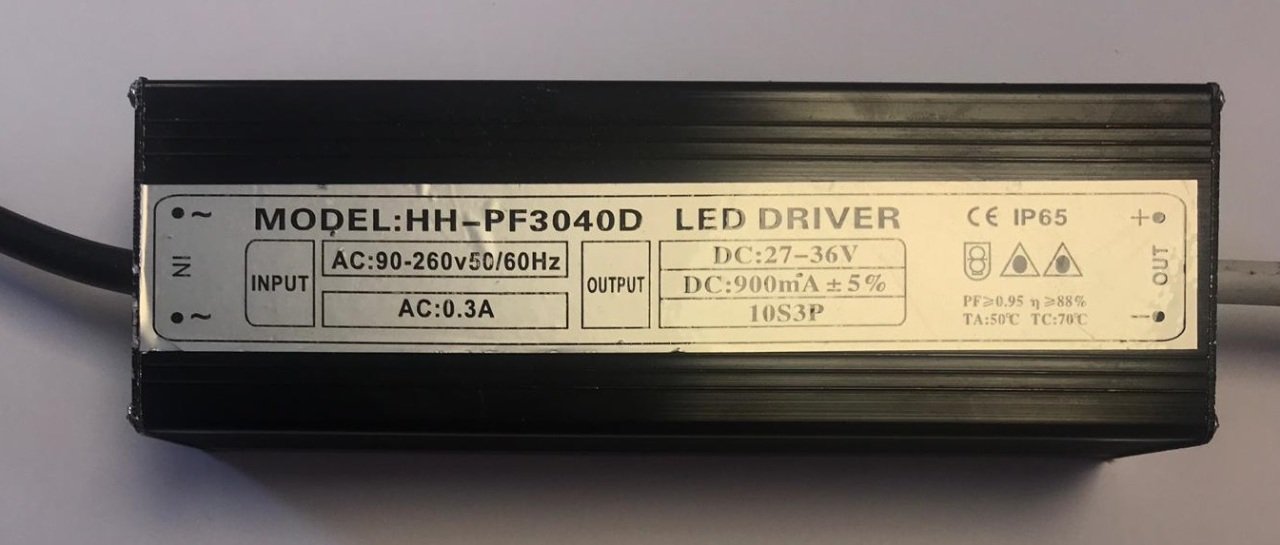 MODEL:HH-PF3040D LED DRIVER
CE IP65
~
IN
~
INPUT
AC:90-260v50/60Hz
AC:0.3A
OUTPUT
DC:27-36V
DC:900mA ± 5%
10S3P
PF≥0.95 η ≥88%
TA:50℃ TC:70℃
+
OUT
−